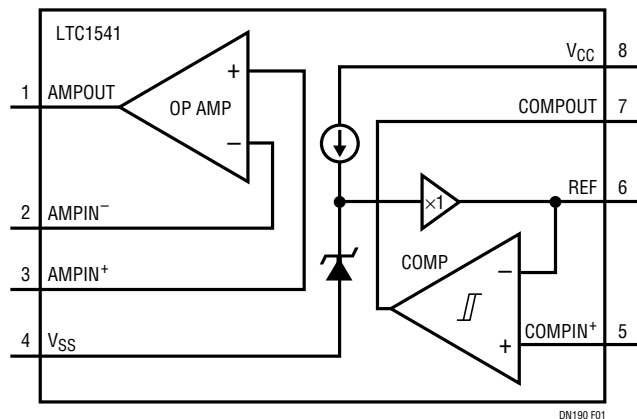 LTC1541
1 AMPOUT
OP AMP
+
−
2 AMPIN−
3 AMPIN+
4 VSS
VCC 8
COMPOUT 7
×1
REF 6
COMP
−
+
COMPIN+ 5
DN190 F01